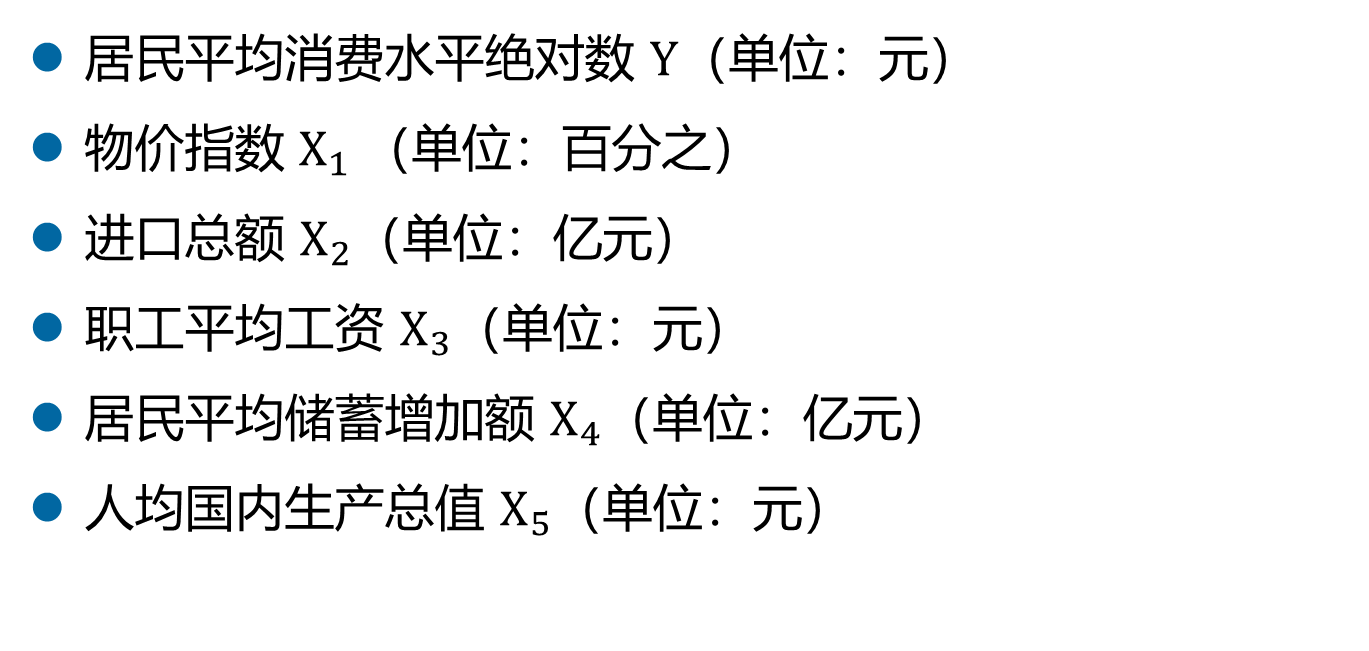 ● 居民平均消费水平绝对数 Y（单位：元）
● 物价指数 X₁ （单位：百分之）
● 进口总额 X₂（单位：亿元）
● 职工平均工资 X₃（单位：元）
● 居民平均储蓄增加额 X₄（单位：亿元）
● 人均国内生产总值 X₅（单位：元）